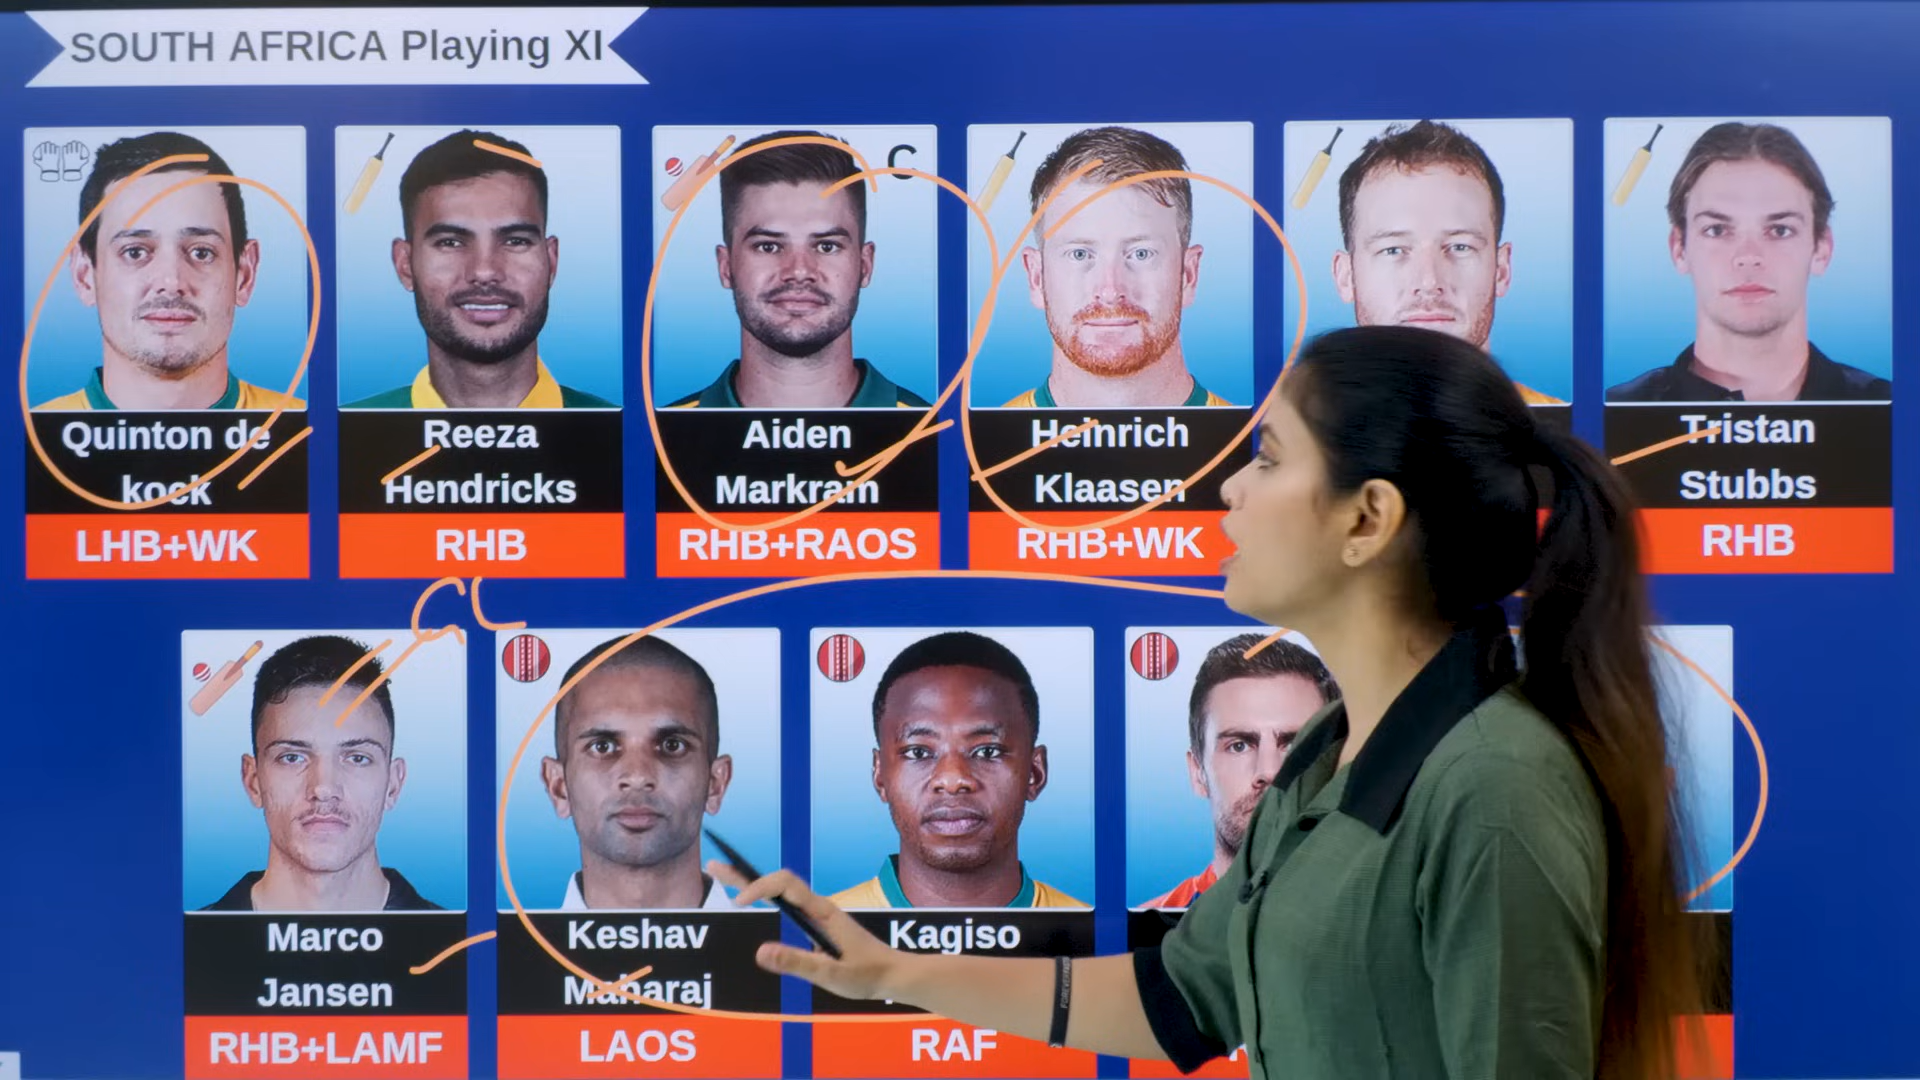 SOUTH AFRICA Playing XI
C
Quinton de
kock
LHB+WK
Reeza
Hendricks
RHB
Aiden
Markram
RHB+RAOS
Heinrich
Klaasen
RHB+WK
Tristan
Stubbs
RHB
GL
Marco
Jansen
RHB+LAMF
Keshav
Maharaj
LAOS
Kagiso
RAF